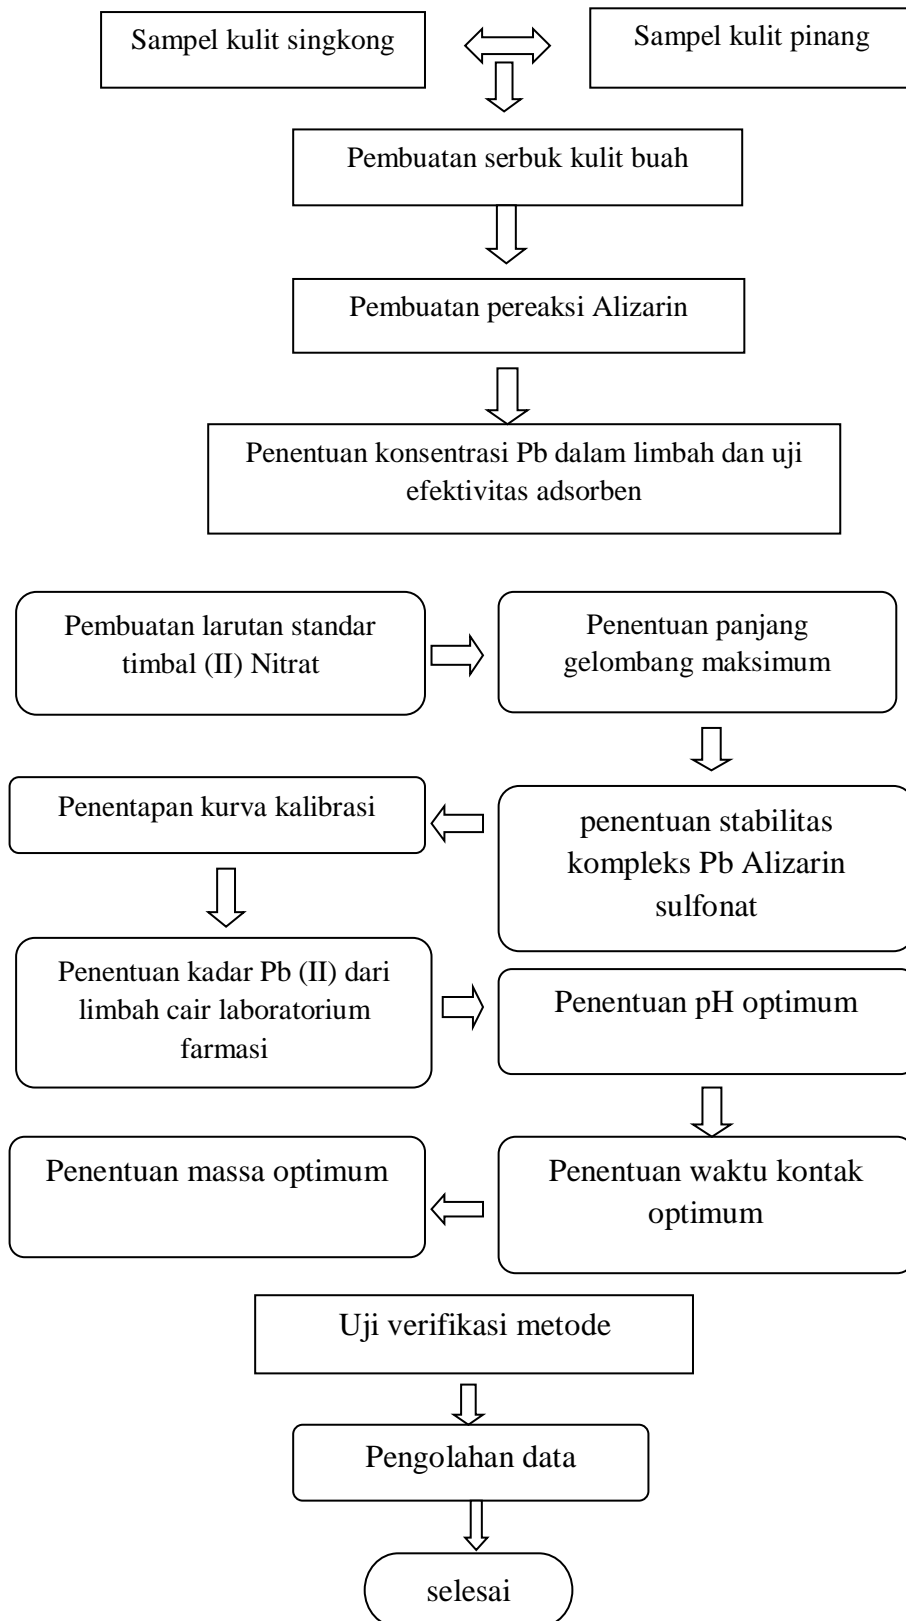 Sampel kulit singkong
Sampel kulit pinang
Pembuatan serbuk kulit buah
Pembuatan pereaksi Alizarin
Penentuan konsentrasi Pb dalam limbah dan uji
efektivitas adsorben
Pembuatan larutan standar
timbal (II) Nitrat
Penentuan panjang
gelombang maksimum
penentuan stabilitas
kompleks Pb Alizarin
sulfonat
Penentapan kurva kalibrasi
Penentuan kadar Pb (II) dari
limbah cair laboratorium
farmasi
Penentuan pH optimum
Penentuan waktu kontak
optimum
Penentuan massa optimum
Uji verifikasi metode
Pengolahan data
selesai